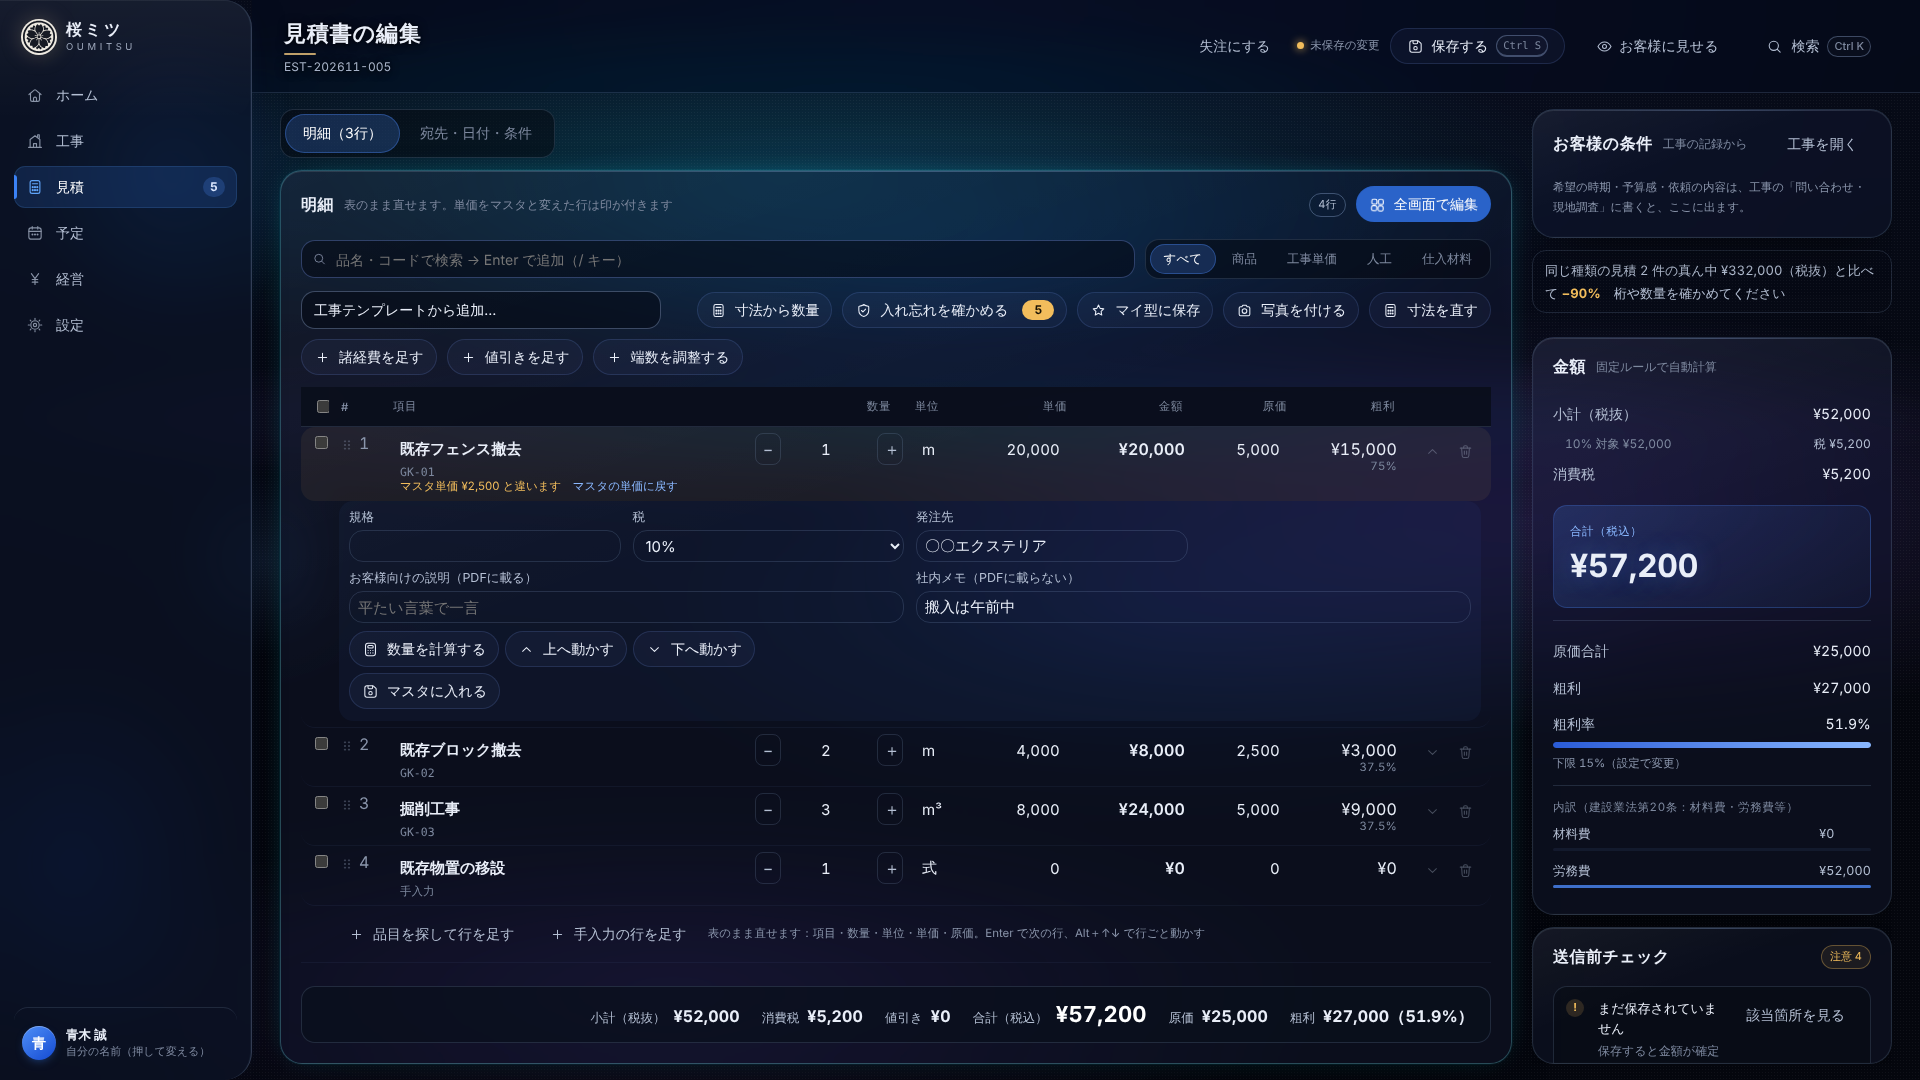 桜ミツ
OUMITSU
ホーム
工事
見積 5
予定
経営
設定
青 青木 誠
自分の名前（押して変える）
見積書の編集
EST-202611-005
失注にする
未保存の変更
保存する Ctrl S
お客様に見せる
検索 Ctrl K
明細（3行） 宛先・日付・条件
明細 表のまま直せます。単価をマスタと変えた行は印が付きます
4行 全画面で編集
品名・コードで検索 → Enter で追加（/ キー）
すべて 商品 工事単価 人工 仕入材料
工事テンプレートから追加...
寸法から数量 入れ忘れを確かめる 5 マイ型に保存 写真を付ける 寸法を直す
+ 諸経費を足す + 値引きを足す + 端数を調整する
# 項目 数量 単位 単価 金額 原価 粗利
1 既存フェンス撤去 − 1 + m 20,000 ¥20,000 5,000 ¥15,000
GK-01 75%
マスタ単価 ¥2,500 と違います マスタの単価に戻す
規格 税 発注先
10% 〇〇エクステリア
お客様向けの説明（PDFに載る） 社内メモ（PDFに載らない）
平たい言葉で一言 搬入は午前中
数量を計算する 上へ動かす 下へ動かす
マスタに入れる
2 既存ブロック撤去 − 2 + m 4,000 ¥8,000 2,500 ¥3,000
GK-02 37.5%
3 掘削工事 − 3 + m³ 8,000 ¥24,000 5,000 ¥9,000
GK-03 37.5%
4 既存物置の移設 − 1 + 式 0 ¥0 0 ¥0
手入力
+ 品目を探して行を足す + 手入力の行を足す 表のまま直せます：項目・数量・単位・単価・原価。Enter で次の行、Alt＋↑↓ で行ごと動かす
小計（税抜） ¥52,000 消費税 ¥5,200 値引き ¥0 合計（税込） ¥57,200 原価 ¥25,000 粗利 ¥27,000（51.9%）
お客様の条件 工事の記録から 工事を開く
希望の時期・予算感・依頼の内容は、工事の「問い合わせ・
現地調査」に書くと、ここに出ます。
同じ種類の見積 2 件の真ん中 ¥332,000（税抜）と比べ
て −90% 桁や数量を確かめてください
金額 固定ルールで自動計算
小計（税抜） ¥52,000
10% 対象 ¥52,000 税 ¥5,200
消費税 ¥5,200
合計（税込）
¥57,200
原価合計 ¥25,000
粗利 ¥27,000
粗利率 51.9%
下限 15%（設定で変更）
内訳（建設業法第20条：材料費・労務費等）
材料費 ¥0
労務費 ¥52,000
送信前チェック 注意 4
! まだ保存されていま
せん
該当箇所を見る
保存すると金額が確定